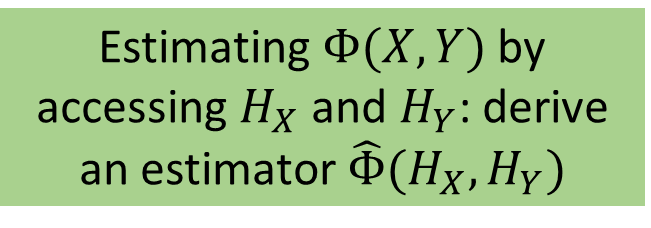 Estimating Φ(X, Y) by
accessing H_X and H_Y: derive
an estimator Φ̂(H_X, H_Y)